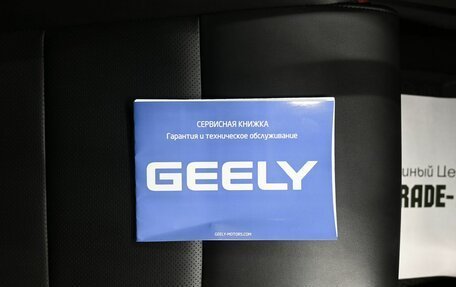 СЕРВИСНАЯ КНИЖКА
Гарантия и техническое обслуживание
GEELY
GEELY-MOTORS.COM
RADE-